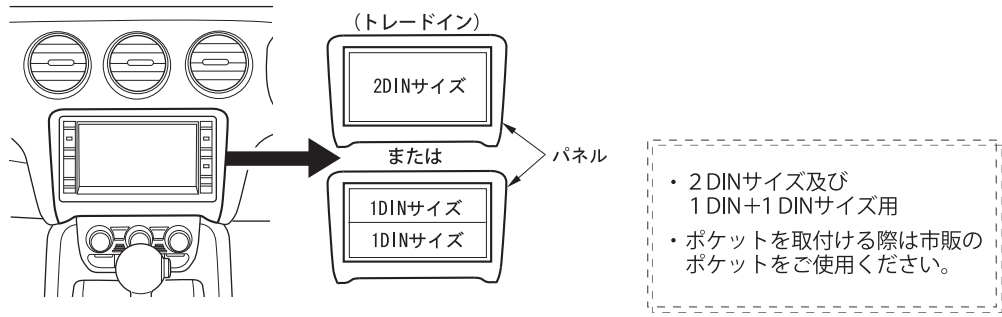 (トレードイン)
2DINサイズ
または
パネル
1DINサイズ
1DINサイズ
・2DINサイズ及び
1DIN+1DINサイズ用
・ポケットを取付ける際は市販の
ポケットをご使用ください。